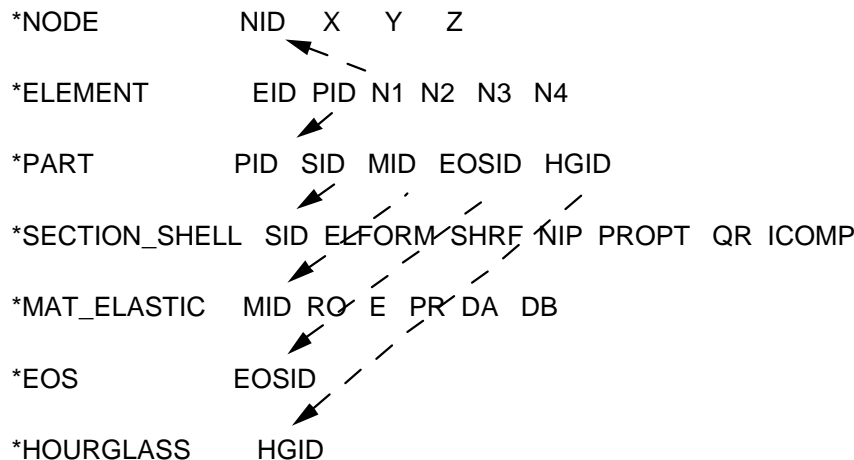 *NODE NID X Y Z
*ELEMENT EID PID N1 N2 N3 N4
*PART PID SID MID EOSID HGID
*SECTION_SHELL SID ELFORM SHRF NIP PROPT QR ICOMP
*MAT_ELASTIC MID RO E PR DA DB
*EOS EOSID
*HOURGLASS HGID